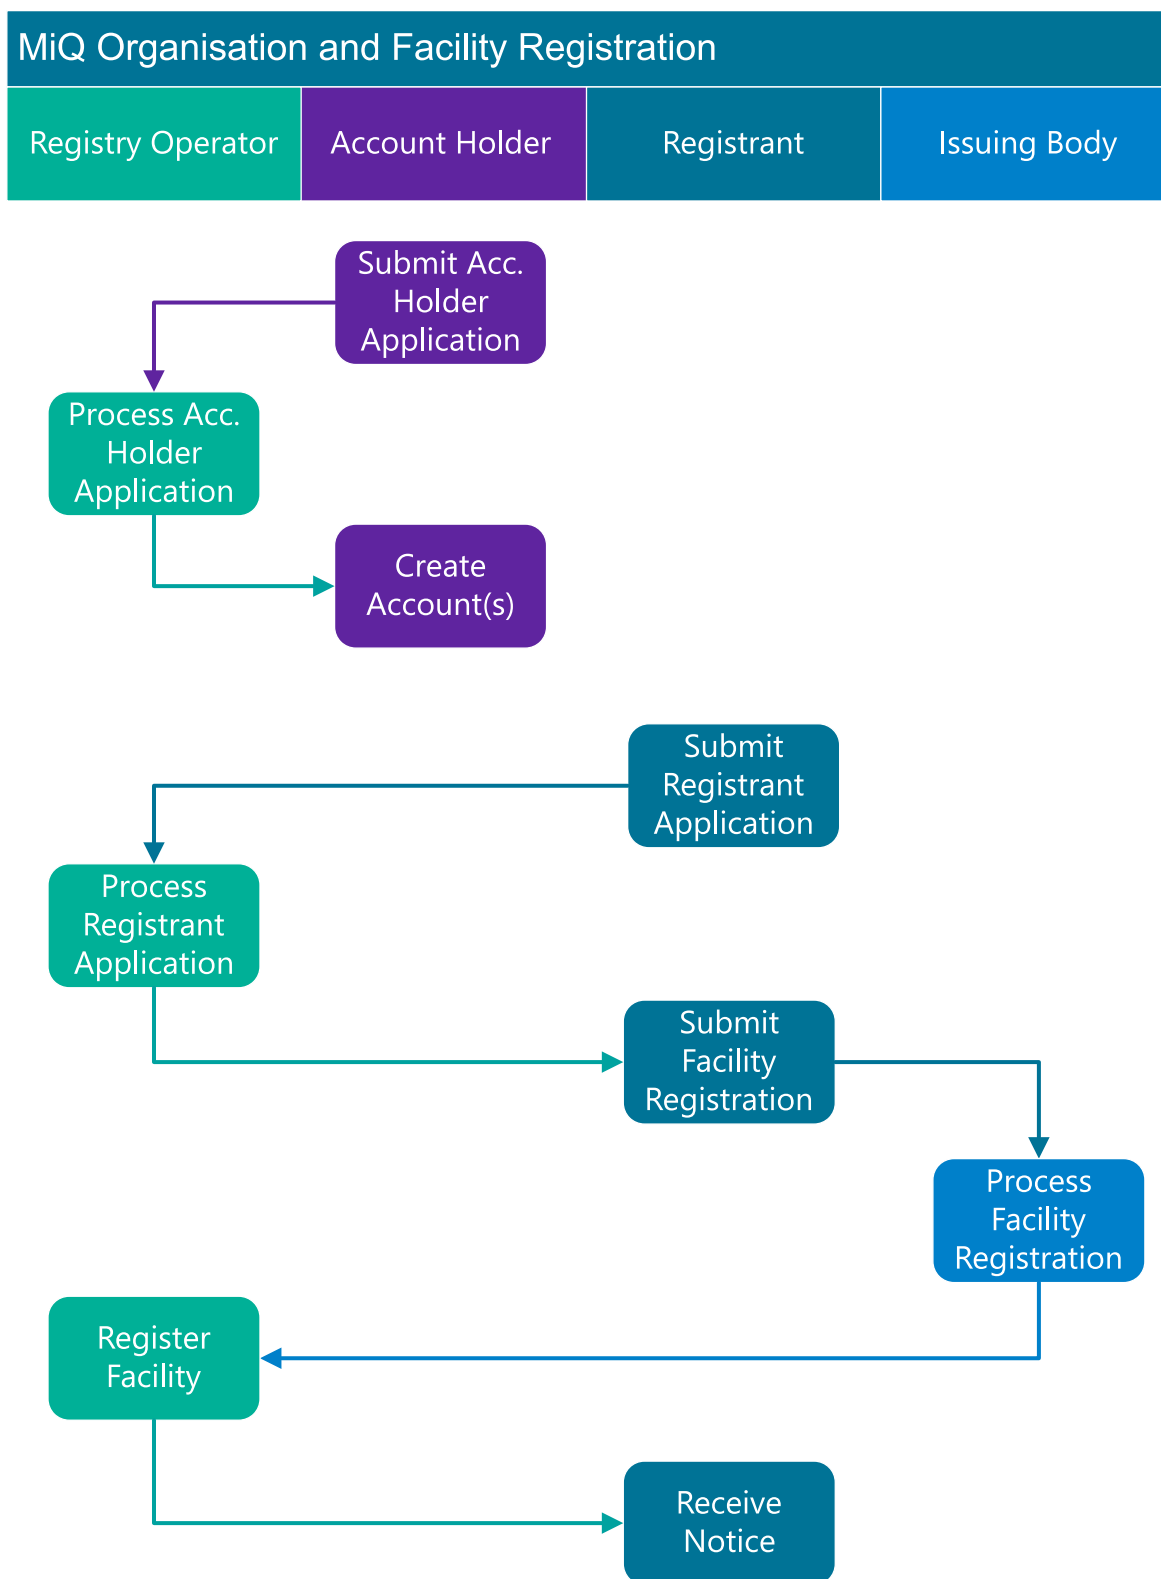 MiQ Organisation and Facility Registration
Registry Operator
Account Holder
Registrant
Issuing Body
Submit Acc.
Holder
Application
Process Acc.
Holder
Application
Create
Account(s)
Submit
Registrant
Application
Process
Registrant
Application
Submit
Facility
Registration
Process
Facility
Registration
Register
Facility
Receive
Notice